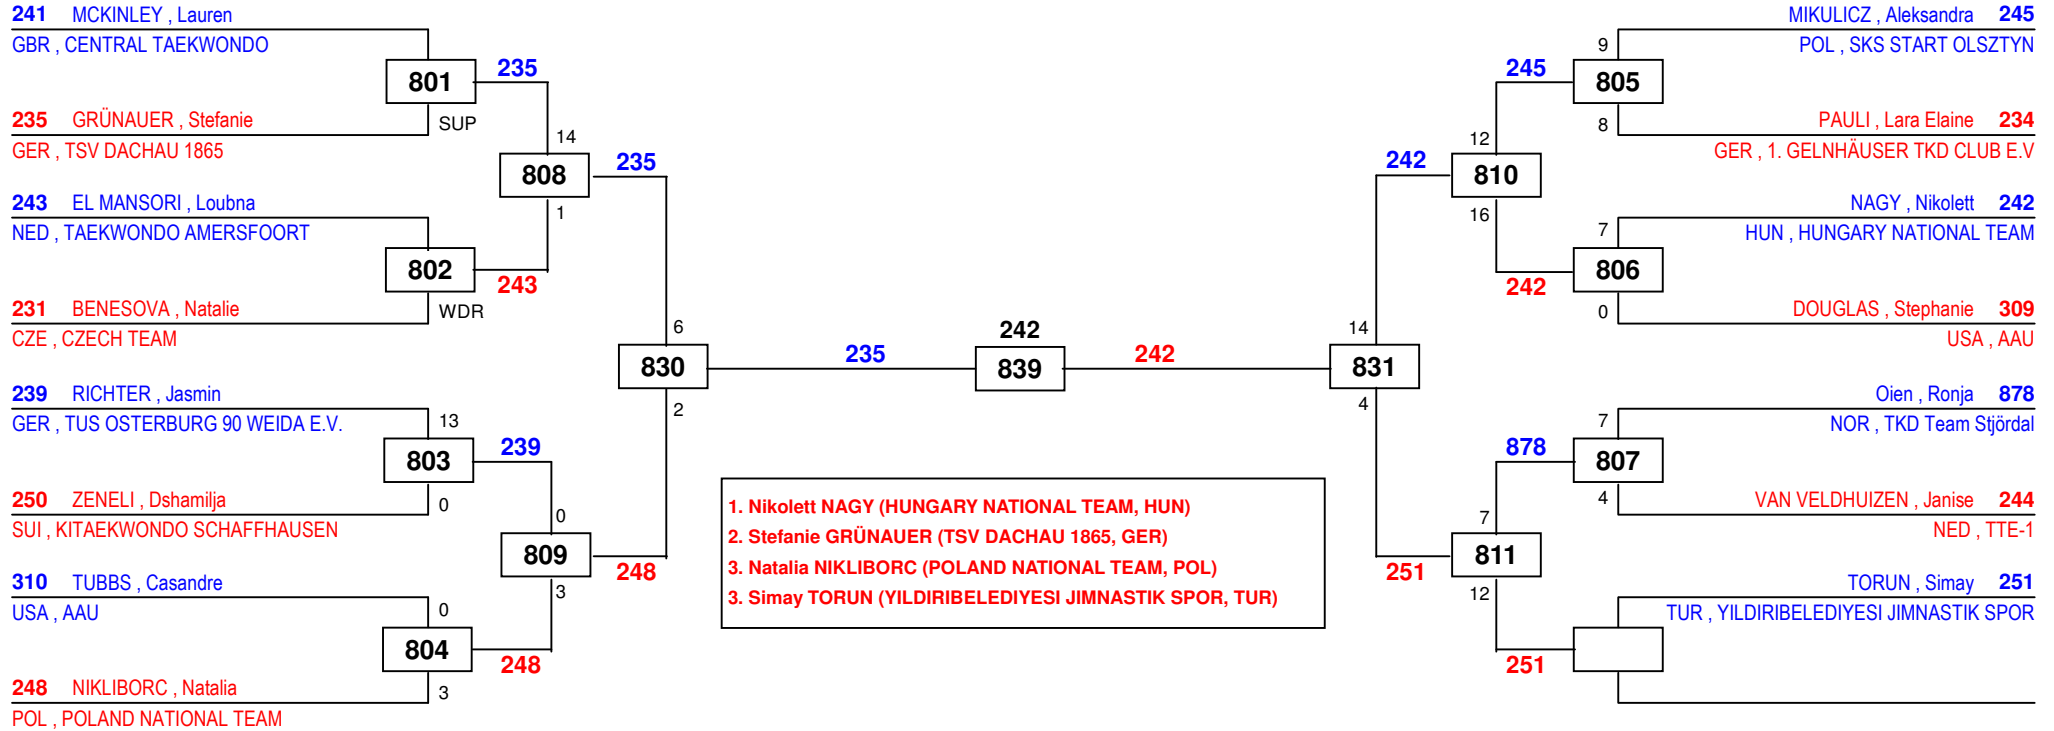 241 MCKINLEY , Lauren
GBR , CENTRAL TAEKWONDO
801
235
235 GRÜNAUER , Stefanie
SUP
GER , TSV DACHAU 1865
14
808
235
1
243 EL MANSORI , Loubna
NED , TAEKWONDO AMERSFOORT
802
243
231 BENESOVA , Natalie
WDR
CZE , CZECH TEAM
6
830
235
2
239 RICHTER , Jasmin
GER , TUS OSTERBURG 90 WEIDA E.V.
13
803
239
250 ZENELI , Dshamilja
0
SUI , KITAEKWONDO SCHAFFHAUSEN
0
809
248
3
310 TUBBS , Casandre
USA , AAU
0
804
248
248 NIKLIBORC , Natalia
3
POL , POLAND NATIONAL TEAM
242
839
242
1. Nikolett NAGY (HUNGARY NATIONAL TEAM, HUN)
2. Stefanie GRÜNAUER (TSV DACHAU 1865, GER)
3. Natalia NIKLIBORC (POLAND NATIONAL TEAM, POL)
3. Simay TORUN (YILDIRIBELEDIYESI JIMNASTIK SPOR, TUR)
MIKULICZ , Aleksandra 245
9
POL , SKS START OLSZTYN
245
805
8
PAULI , Lara Elaine 234
GER , 1. GELNHÄUSER TKD CLUB E.V
12
242
810
16
NAGY , Nikolett 242
7
HUN , HUNGARY NATIONAL TEAM
806
242
0
DOUGLAS , Stephanie 309
USA , AAU
14
831
4
Oien , Ronja 878
7
NOR , TKD Team Stjördal
878
807
4
VAN VELDHUIZEN , Janise 244
NED , TTE-1
7
811
251
12
TORUN , Simay 251
TUR , YILDIRIBELEDIYESI JIMNASTIK SPOR
251